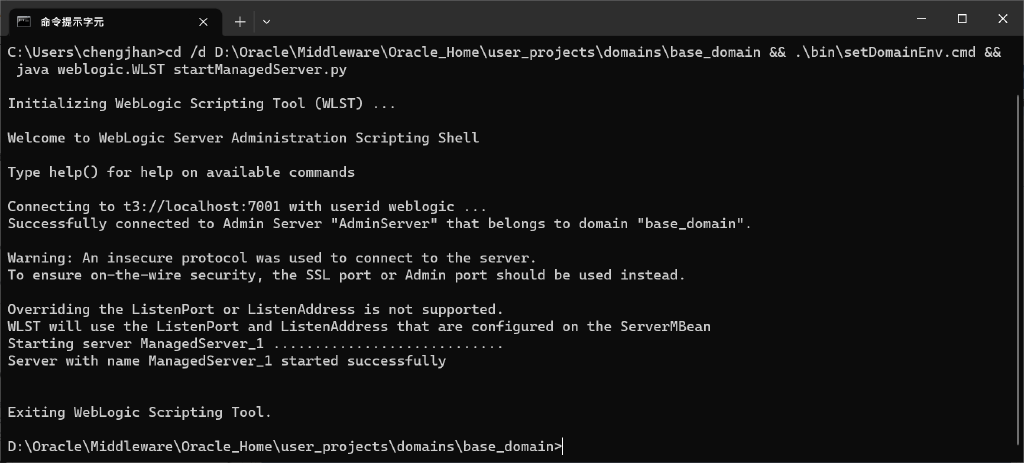 命令提示字元
C:\Users\chengjhan>cd /d D:\Oracle\Middleware\Oracle_Home\user_projects\domains\base_domain && .\bin\setDomainEnv.cmd &&
java weblogic.WLST startManagedServer.py
Initializing WebLogic Scripting Tool (WLST) ...
Welcome to WebLogic Server Administration Scripting Shell
Type help() for help on available commands
Connecting to t3://localhost:7001 with userid weblogic ...
Successfully connected to Admin Server "AdminServer" that belongs to domain "base_domain".
Warning: An insecure protocol was used to connect to the server.
To ensure on-the-wire security, the SSL port or Admin port should be used instead.
Overriding the ListenPort or ListenAddress is not supported.
WLST will use the ListenPort and ListenAddress that are configured on the ServerMBean
Starting server ManagedServer_1 ............................
Server with name ManagedServer_1 started successfully
Exiting WebLogic Scripting Tool.
D:\Oracle\Middleware\Oracle_Home\user_projects\domains\base_domain>